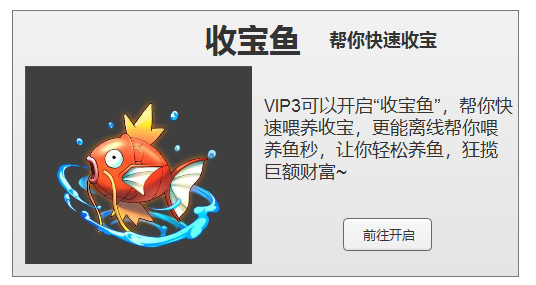 收宝鱼 帮你快速收宝
VIP3可以开启“收宝鱼”，帮你快
速喂养收宝，更能离线帮你喂
养鱼秒，让你轻松养鱼，狂揽
巨额财富~
前往开启